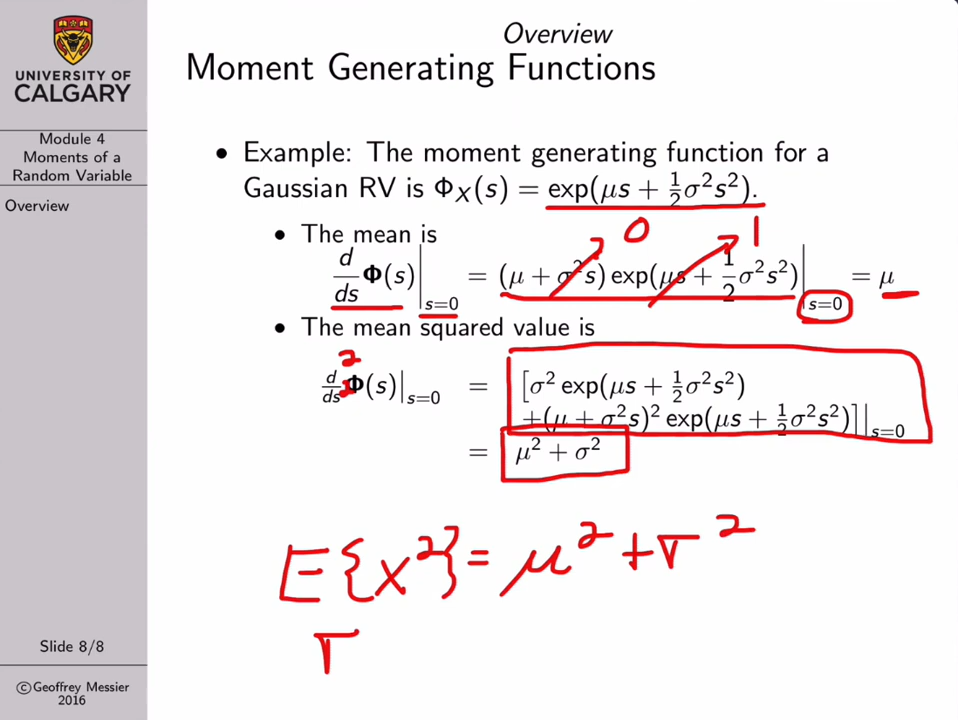 UNIVERSITY OF
CALGARY
Module 4
Moments of a
Random Variable
Overview
Slide 8/8
© Geoffrey Messier
2016
Overview
Moment Generating Functions
• Example: The moment generating function for a
Gaussian RV is Φ_X(s) = exp(μs + ½σ²s²).
0 1
• The mean is
d/ds Φ(s)|_{s=0} = (μ + σ²s) exp(μs + ½σ²s²)|_{s=0} = μ
• The mean squared value is
2
d/ds² Φ(s)|_{s=0} = [σ² exp(μs + ½σ²s²)
+(μ + σ²s)² exp(μs + ½σ²s²)]|_{s=0}
= μ² + σ²
E{x²} = μ² + σ²
σ